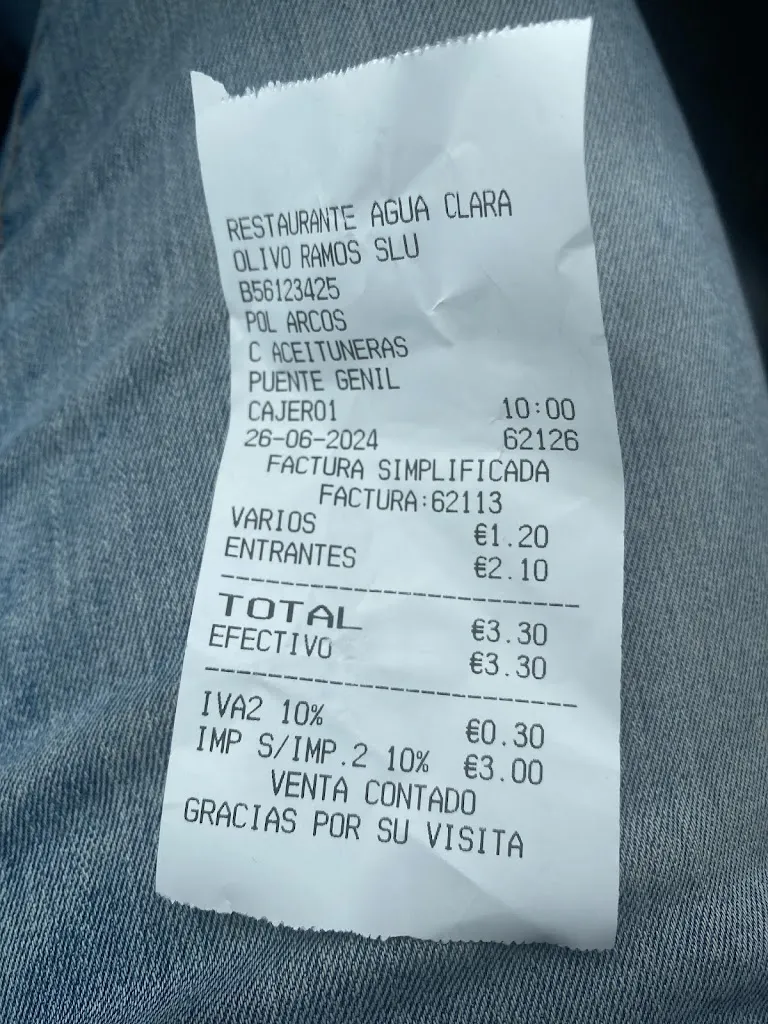 RESTAURANTE AGUA CLARA
OLIVO RAMOS SLU
B56123425
POL ARCOS
C ACEITUNERAS
PUENTE GENIL
CAJERO1 10:00
26-06-2024 62126
FACTURA SIMPLIFICADA
FACTURA:62113
VARIOS €1.20
ENTRANTES €2.10
TOTAL €3.30
EFECTIVO €3.30
IVA2 10% €0.30
IMP S/IMP.2 10% €3.00
VENTA CONTADO
GRACIAS POR SU VISITA